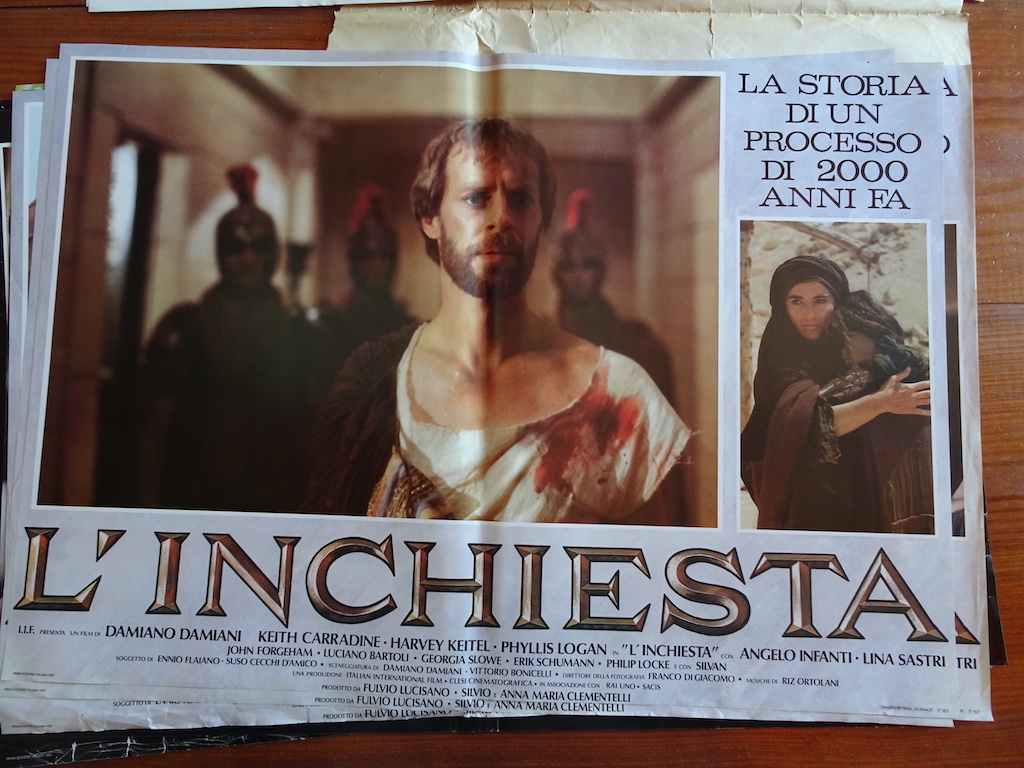 LA STORIA
DI UN
PROCESSO
DI 2000
ANNI FA
L'INCHIESTA
I.I.F. PRESENTA UN FILM DI DAMIANO DAMIANI KEITH CARRADINE • HARVEY KEITEL • PHYLLIS LOGAN IN "L'INCHIESTA" CON ANGELO INFANTI • LINA SASTRI
JOHN FORGEHAM • LUCIANO BARTOLI • GEORGIA SLOWE • ERIK SCHUMANN • PHILIP LOCKE E CON SILVAN
SOGGETTO DI ENNIO FLAIANO • SUSO CECCHI D'AMICO • SCENEGGIATURA DI DAMIANO DAMIANI • VITTORIO BONICELLI • DIRETTORE DELLA FOTOGRAFIA FRANCO DI GIACOMO • MUSICHE DI RIZ ORTOLANI
UNA PRODUZIONE ITALIAN INTERNATIONAL FILM • CLESI CINEMATOGRAFICA • IN ASSOCIAZIONE CON RAI UNO • SACIS
PRODOTTO DA FULVIO LUCISANO • SILVIO E ANNA MARIA CLEMENTELLI
PRODOTTO DA FULVIO LUCISANO • SILVIO E ANNA MARIA CLEMENTELLI
PRODOTTO DA FULVIO LUCISANO
TRI